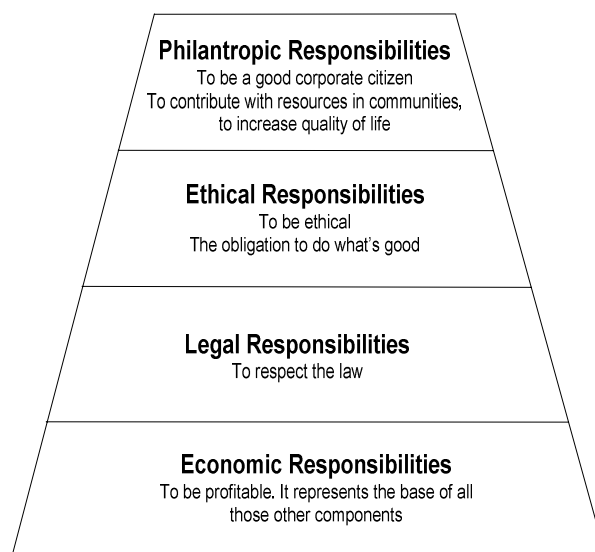 Philantropic Responsibilities
To be a good corporate citizen
To contribute with resources in communities,
to increase quality of life
Ethical Responsibilities
To be ethical
The obligation to do what's good
Legal Responsibilities
To respect the law
Economic Responsibilities
To be profitable. It represents the base of all
those other components